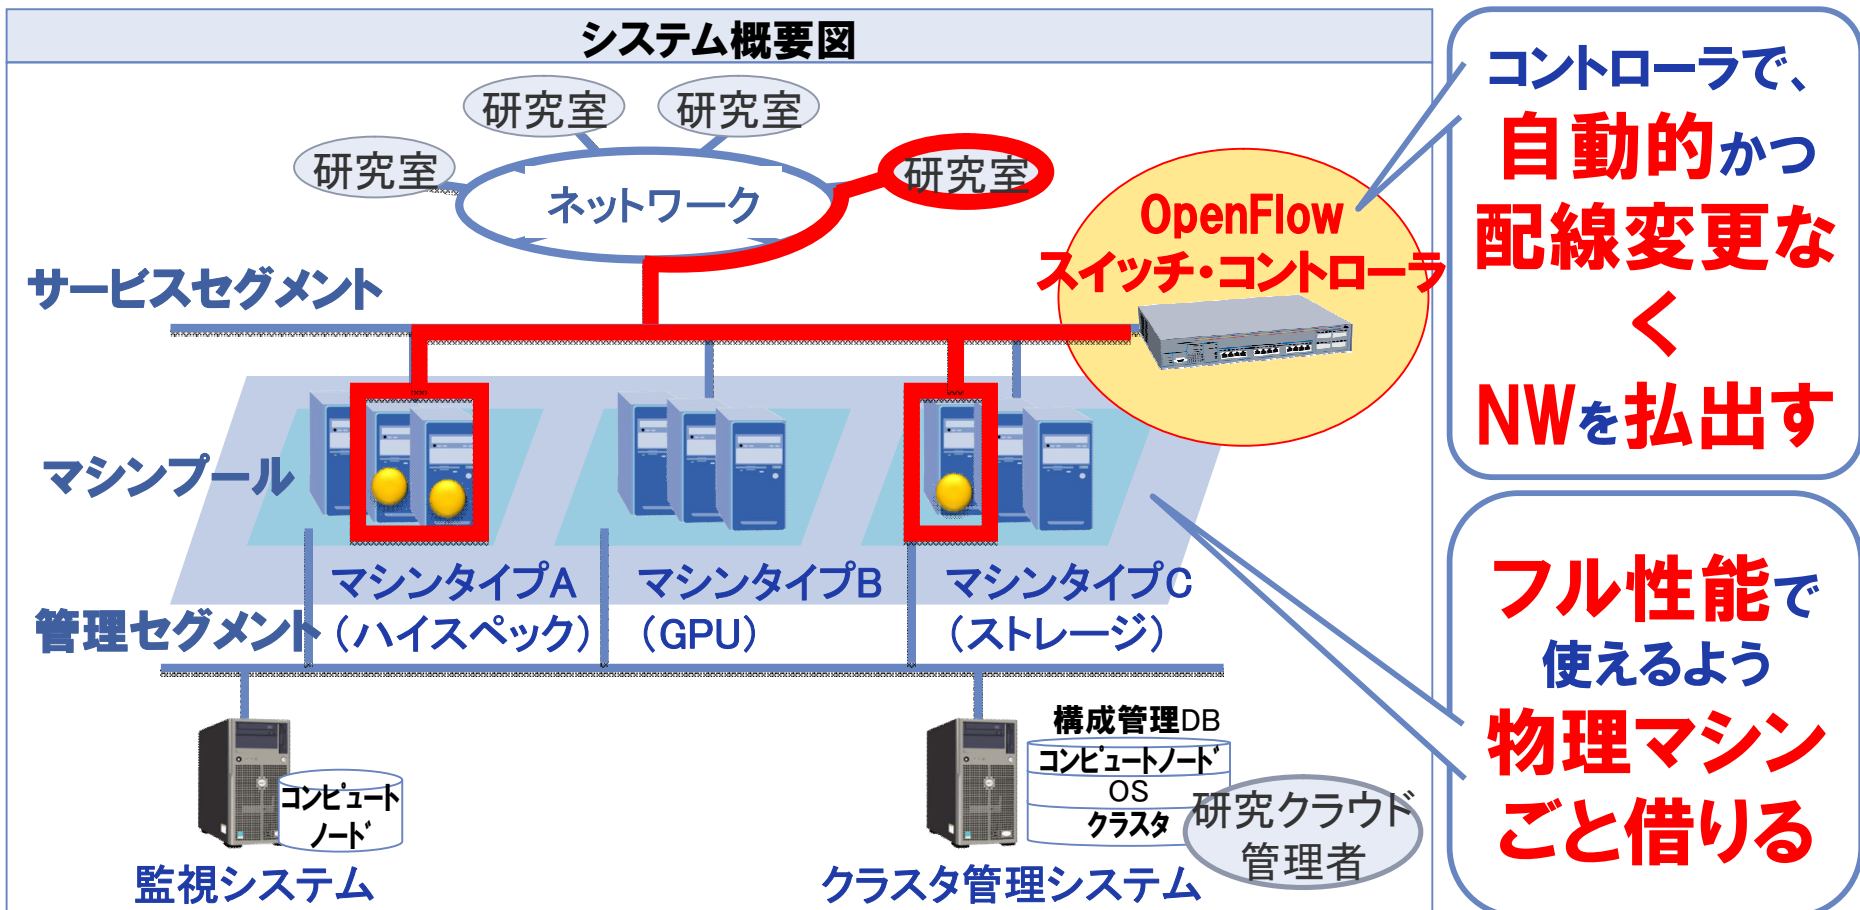 システム概要図
研究室
研究室
研究室
研究室
ネットワーク
OpenFlow
スイッチ・コントローラ
サービスセグメント
マシンプール
マシンタイプA
（ハイスペック）
マシンタイプB
（GPU）
マシンタイプC
（ストレージ）
管理セグメント
コンピュート
ノード
監視システム
構成管理DB
コンピュートノード
OS
クラスタ
クラスタ管理システム
研究クラウド
管理者
コントローラで、
自動的かつ
配線変更な
く
NWを払出す
フル性能で
使えるよう
物理マシン
ごと借りる